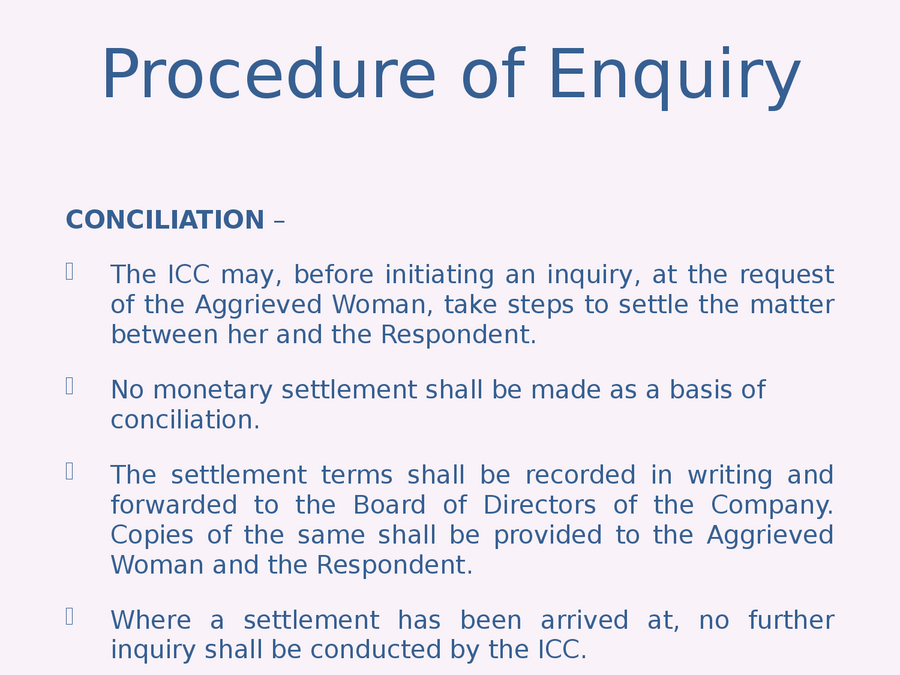 Procedure of Enquiry
CONCILIATION –
The ICC may, before initiating an inquiry, at the request
of the Aggrieved Woman, take steps to settle the matter
between her and the Respondent.
No monetary settlement shall be made as a basis of
conciliation.
The settlement terms shall be recorded in writing and
forwarded to the Board of Directors of the Company.
Copies of the same shall be provided to the Aggrieved
Woman and the Respondent.
Where a settlement has been arrived at, no further
inquiry shall be conducted by the ICC.